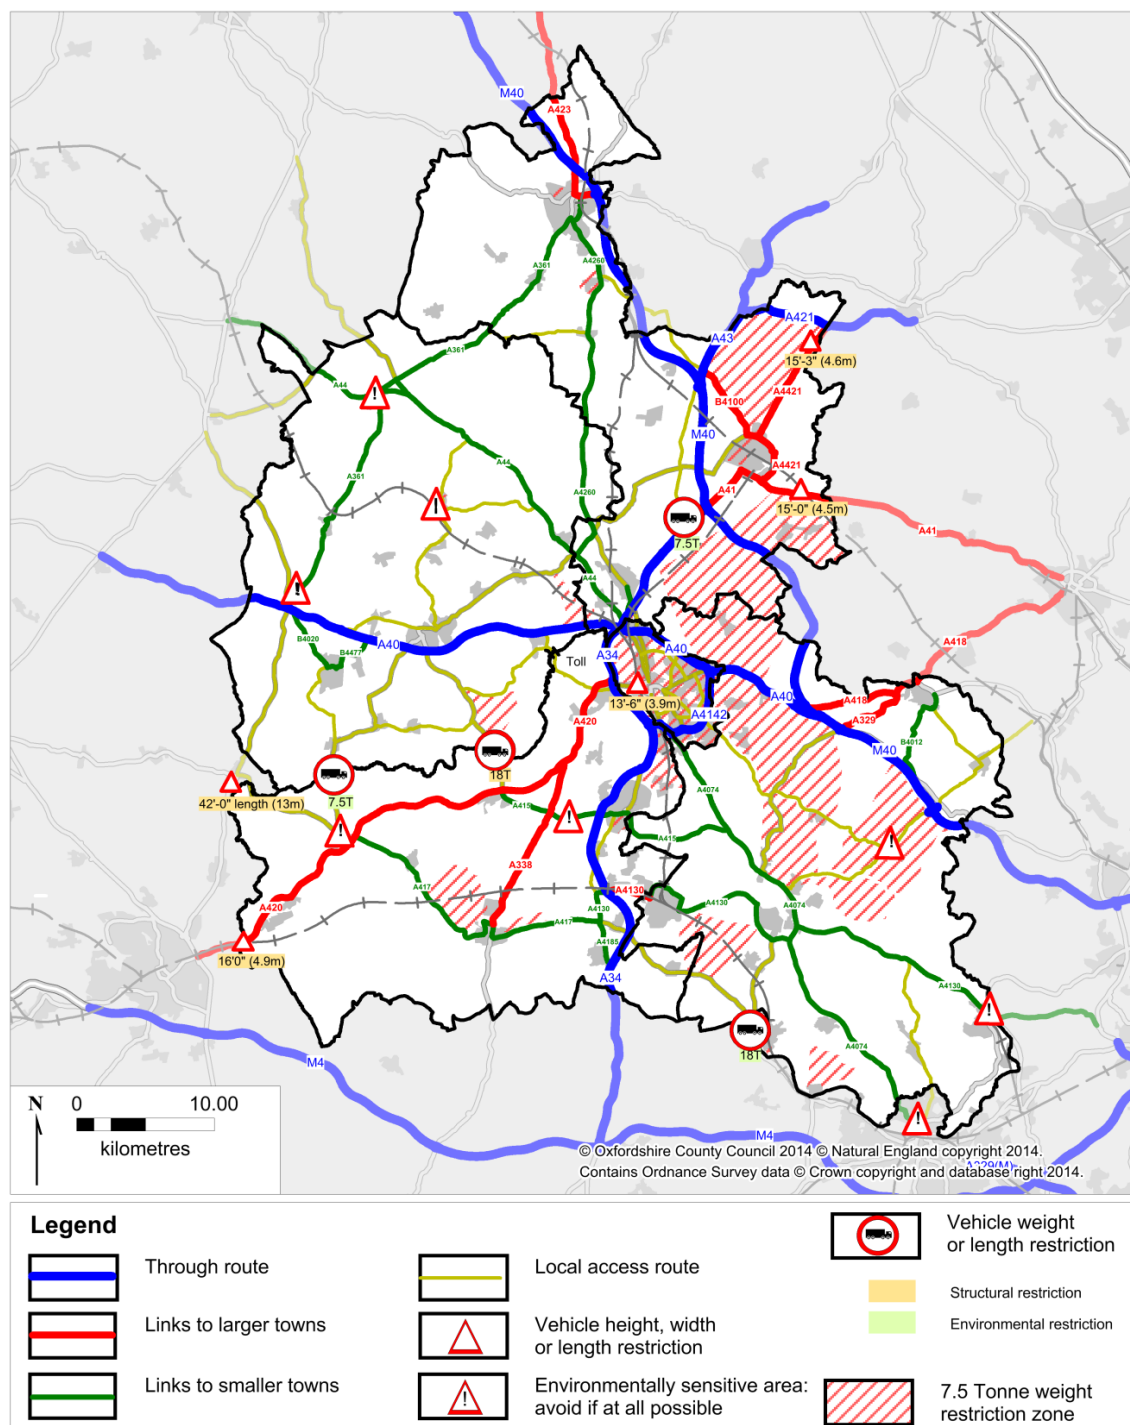 M40
A423
A361
A4260
A43
A421
15'-3" (4.6m)
A361
A44
B4100
A4421
M40
A361
A44
A4421
A41
A4260
15'-0" (4.5m)
A41
7.5T
A44
B4020
B4477
A40
A34
A40
Toll
A418
13'-6" (3.9m)
A40
A418
A4142
A329
A420
B4012
M40
18T
42'-0" length (13m)
7.5T
A4074
A415
A415
A338
A417
A4130
A4130
A4130
A420
A417
A4074
A4185
16'0" (4.9m)
A34
A4130
18T
A4074
M4
M4
N
0 10.00
kilometres
© Oxfordshire County Council 2014 © Natural England copyright 2014.
A329(M)
Contains Ordnance Survey data © Crown copyright and database right 2014.
Legend
Through route
Links to larger towns
Links to smaller towns
Local access route
Vehicle height, width
or length restriction
Environmentally sensitive area:
avoid if at all possible
Vehicle weight
or length restriction
Structural restriction
Environmental restriction
7.5 Tonne weight
restriction zone